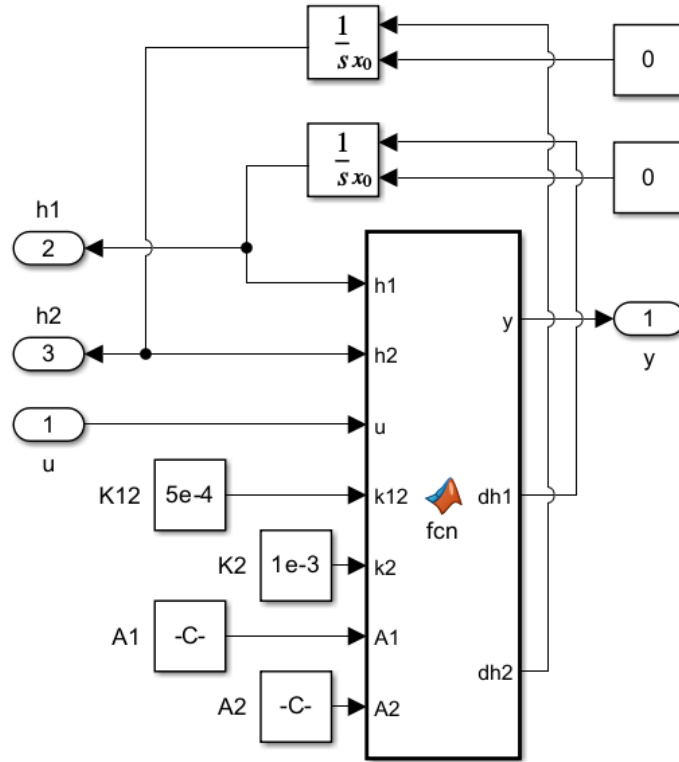 1
s x₀
0
1
s x₀
0
h1
2
h1
y
1
y
h2
3
h2
1
u
u
K12
5e-4
k12
fcn
dh1
K2
1e-3
k2
A1
-C-
A1
dh2
A2
-C-
A2